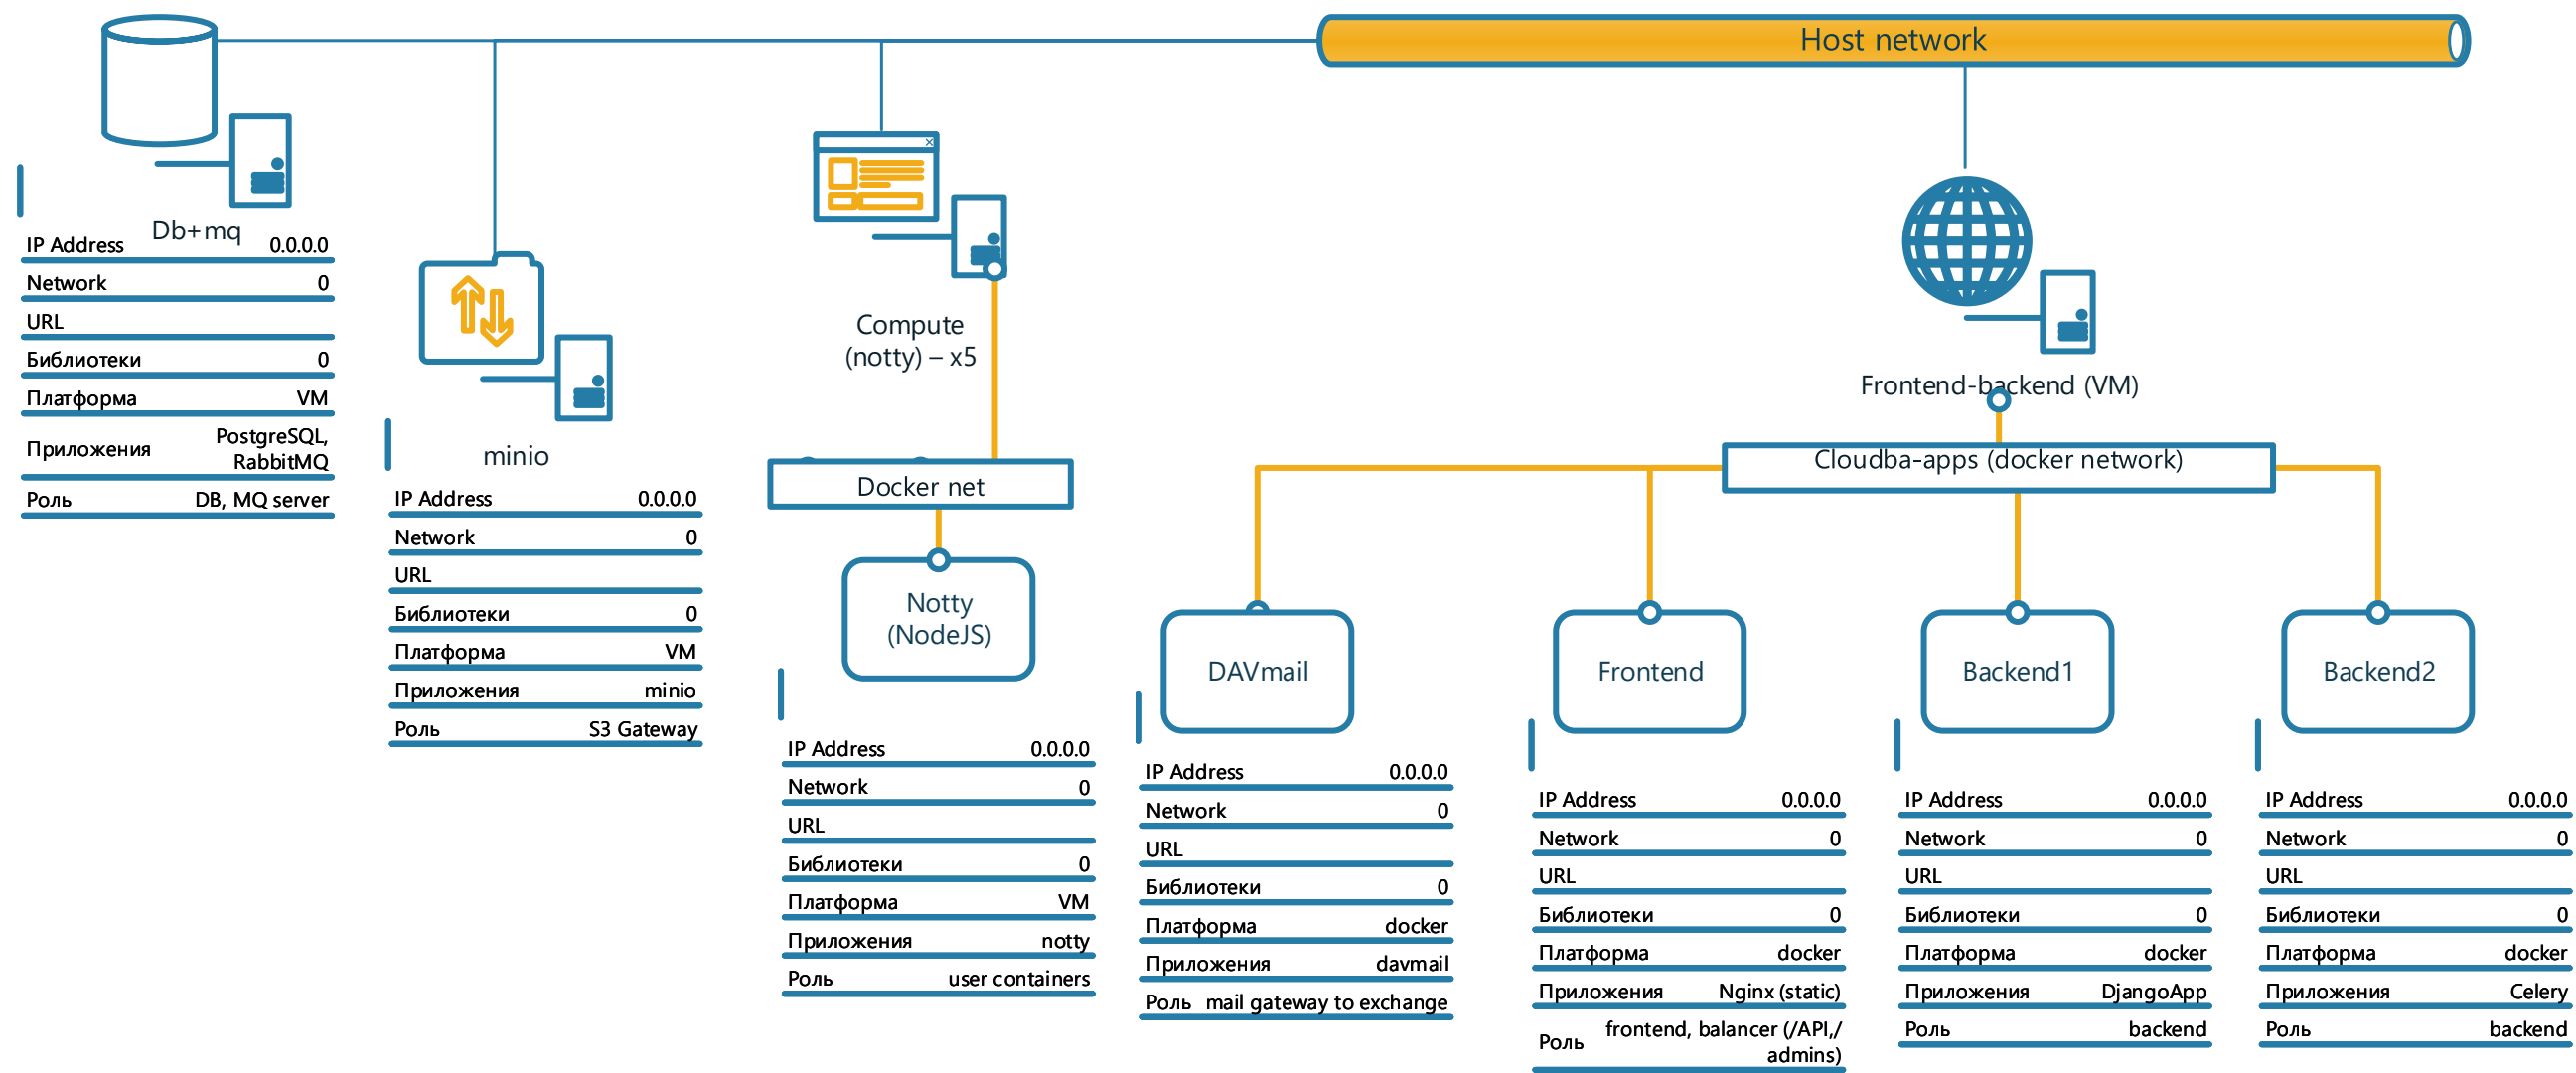 Host network
Db+mq
IP Address 0.0.0.0
Network 0
URL
Библиотеки 0
Платформа VM
Приложения PostgreSQL,
RabbitMQ
Роль DB, MQ server
minio
IP Address 0.0.0.0
Network 0
URL
Библиотеки 0
Платформа VM
Приложения minio
Роль S3 Gateway
Compute
(notty) – x5
Docker net
Notty
(NodeJS)
IP Address 0.0.0.0
Network 0
URL
Библиотеки 0
Платформа VM
Приложения notty
Роль user containers
Frontend-backend (VM)
Cloudba-apps (docker network)
DAVmail
IP Address 0.0.0.0
Network 0
URL
Библиотеки 0
Платформа docker
Приложения davmail
Роль mail gateway to exchange
Frontend
IP Address 0.0.0.0
Network 0
URL
Библиотеки 0
Платформа docker
Приложения Nginx (static)
Роль frontend, balancer (/API,/
admins)
Backend1
IP Address 0.0.0.0
Network 0
URL
Библиотеки 0
Платформа docker
Приложения DjangoApp
Роль backend
Backend2
IP Address 0.0.0.0
Network 0
URL
Библиотеки 0
Платформа docker
Приложения Celery
Роль backend